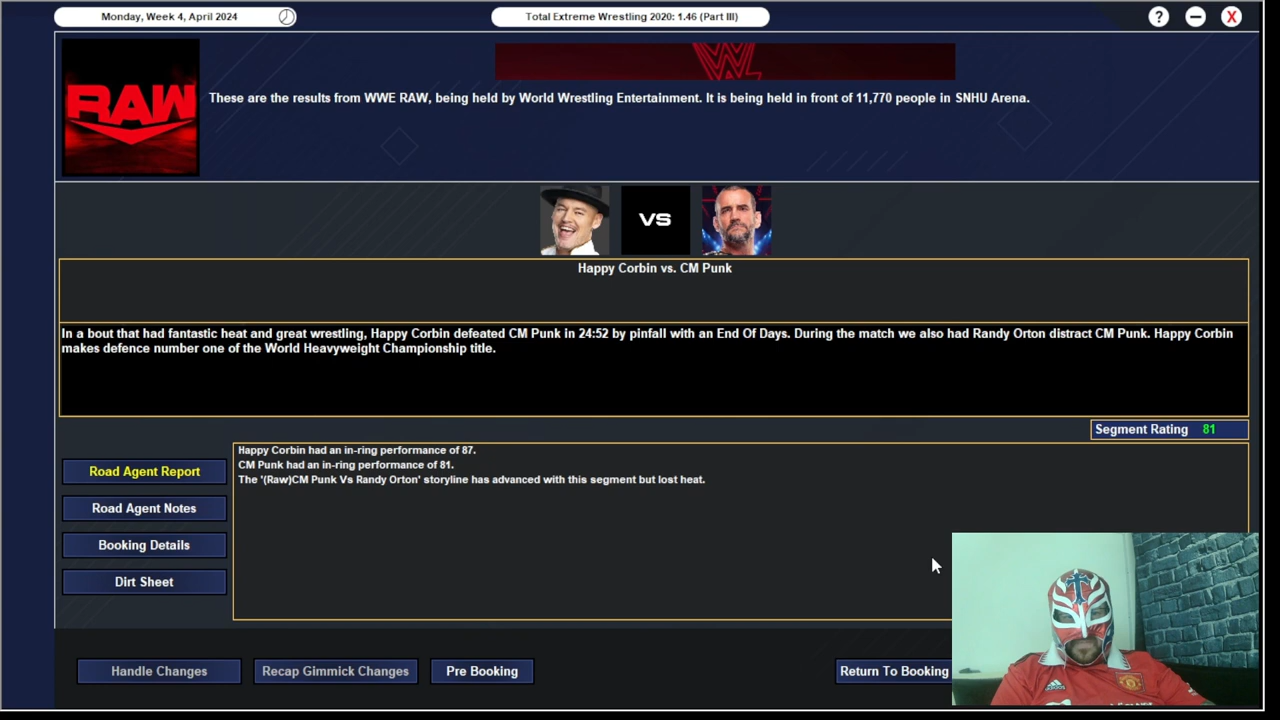 Monday, Week 4, April 2024
Total Extreme Wrestling 2020: 1.46 (Part III)
?
X
RAW
These are the results from WWE RAW, being held by World Wrestling Entertainment. It is being held in front of 11,770 people in SNHU Arena.
VS
Happy Corbin vs. CM Punk
In a bout that had fantastic heat and great wrestling, Happy Corbin defeated CM Punk in 24:52 by pinfall with an End Of Days. During the match we also had Randy Orton distract CM Punk. Happy Corbin
makes defence number one of the World Heavyweight Championship title.
Segment Rating 81
Road Agent Report
Road Agent Notes
Booking Details
Dirt Sheet
Happy Corbin had an in-ring performance of 87.
CM Punk had an in-ring performance of 81.
The '(Raw)CM Punk Vs Randy Orton' storyline has advanced with this segment but lost heat.
Handle Changes
Recap Gimmick Changes
Pre Booking
Return To Booking
adidas